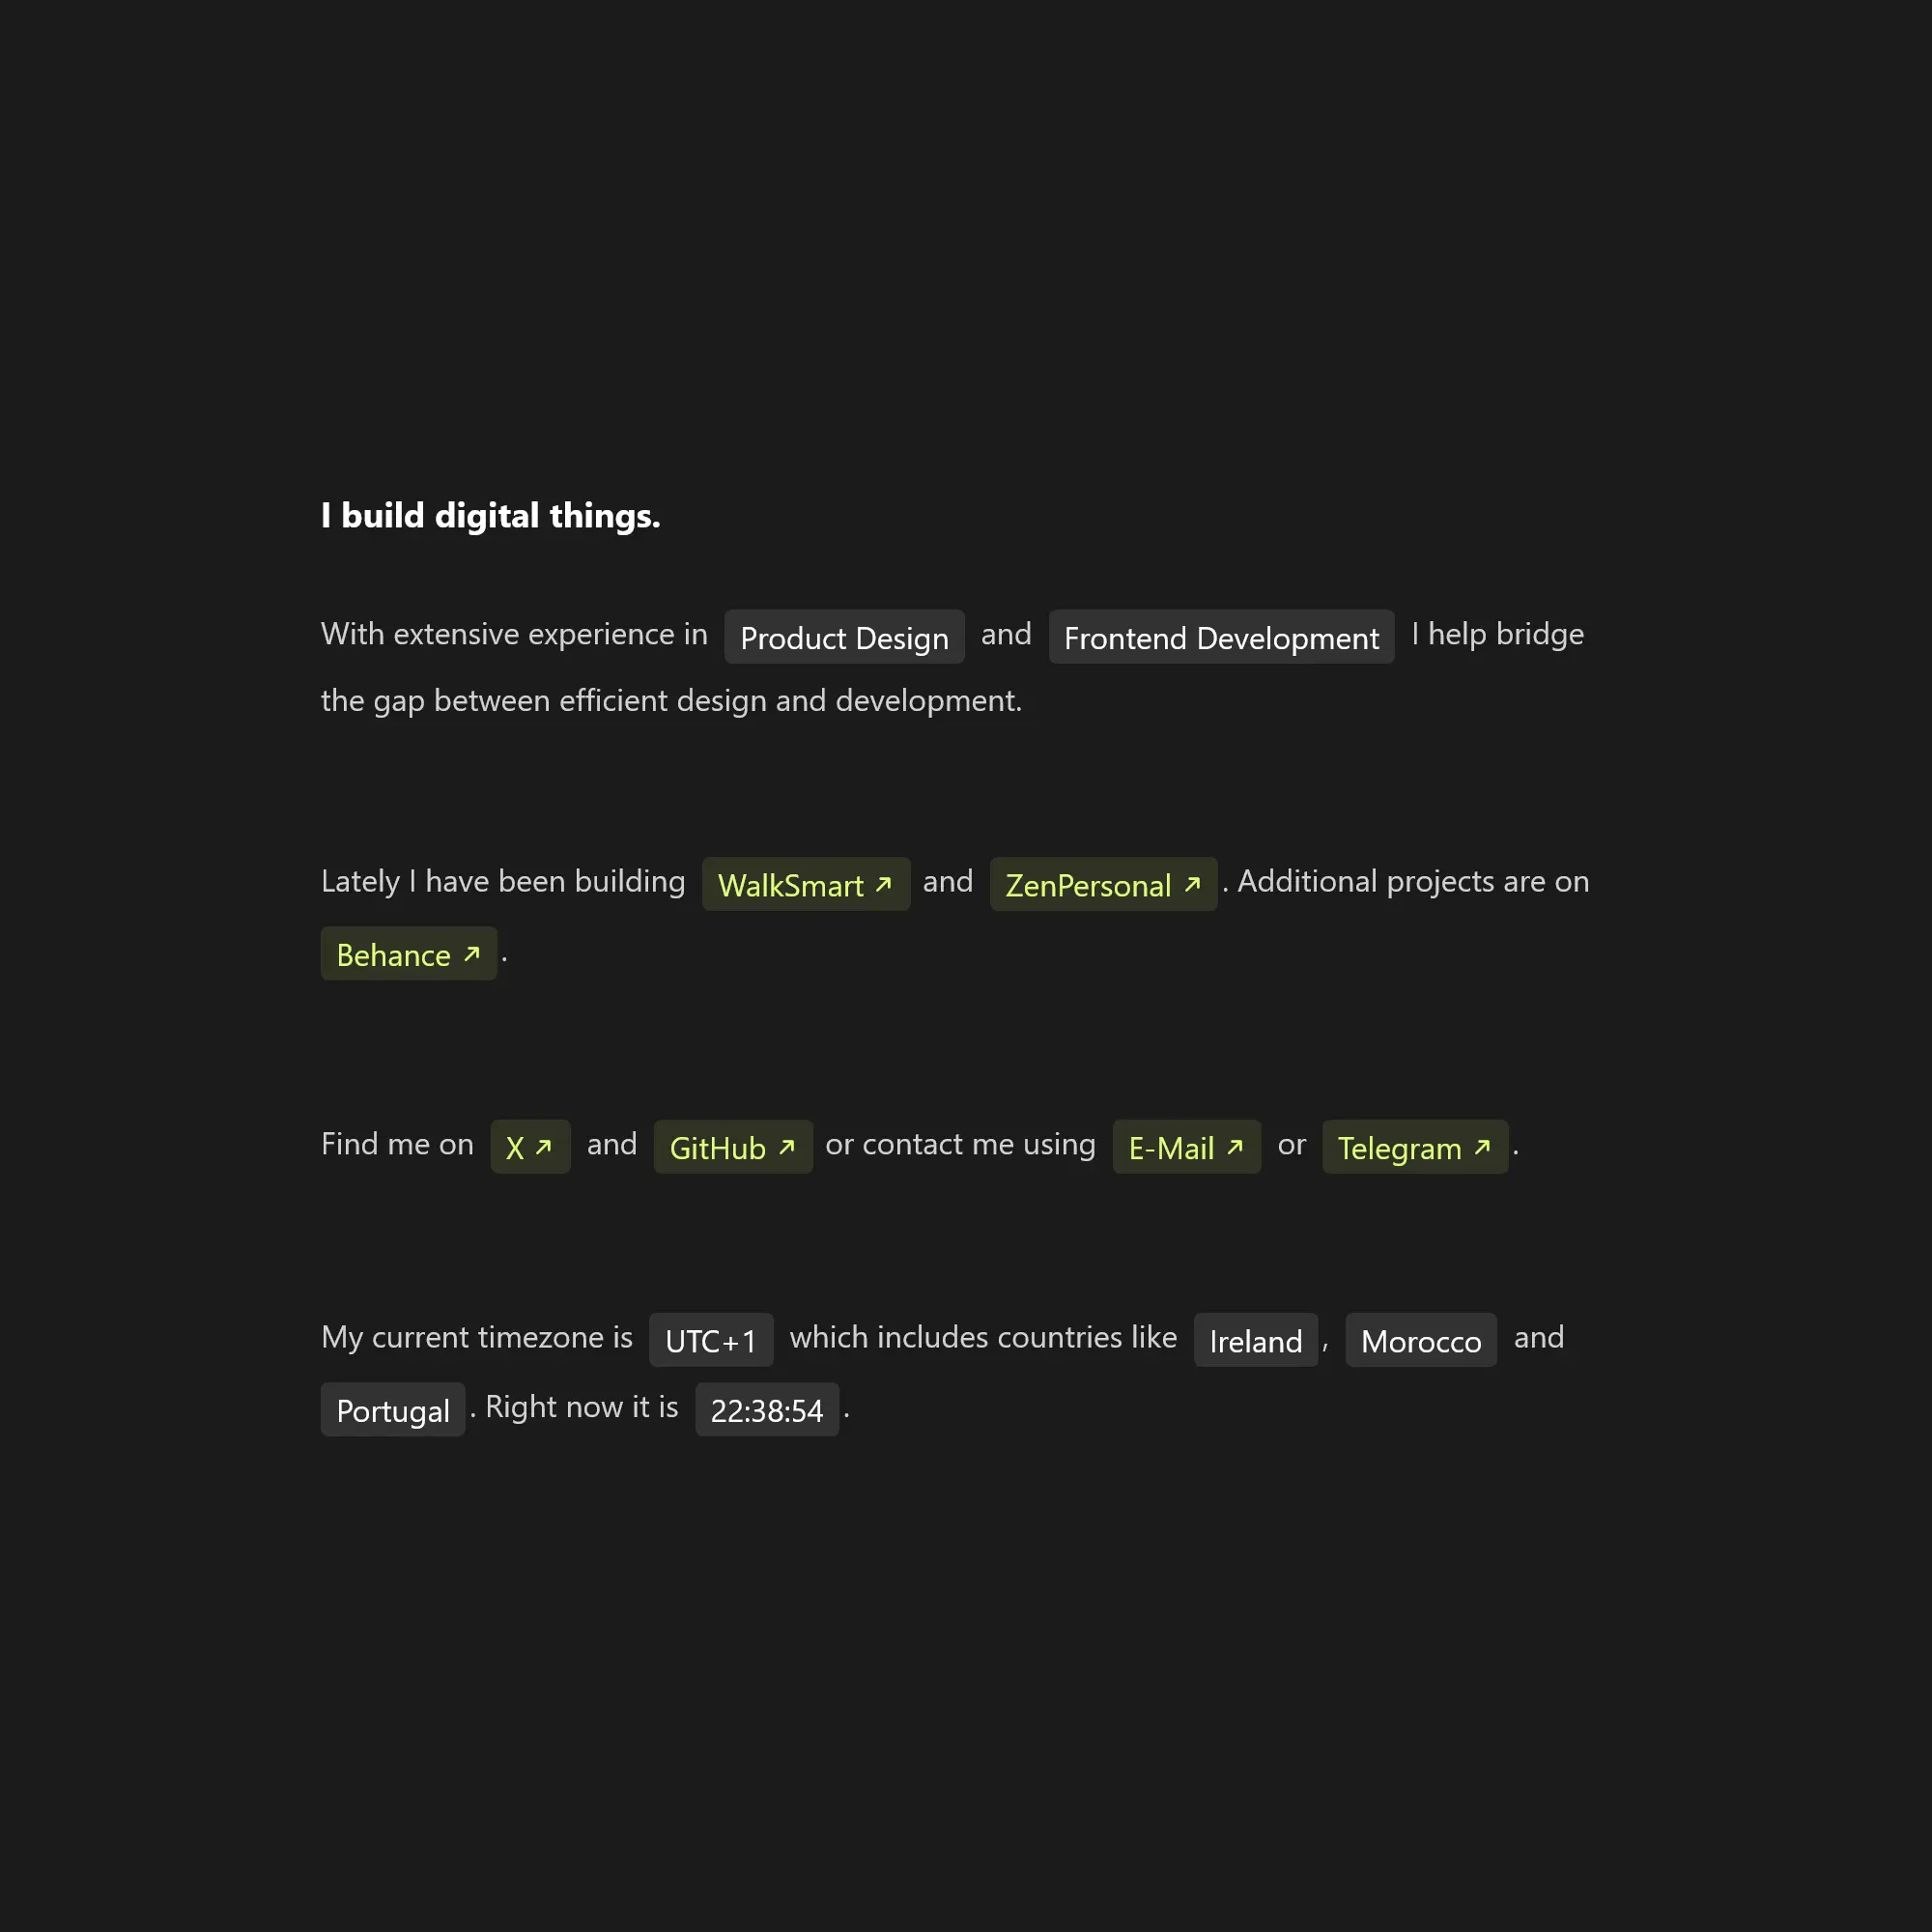 I build digital things.
With extensive experience in Product Design and Frontend Development I help bridge
the gap between efficient design and development.
Lately I have been building WalkSmart ↗ and ZenPersonal ↗. Additional projects are on
Behance ↗.
Find me on X ↗ and GitHub ↗ or contact me using E-Mail ↗ or Telegram ↗.
My current timezone is UTC+1 which includes countries like Ireland, Morocco and
Portugal. Right now it is 22:38:54.